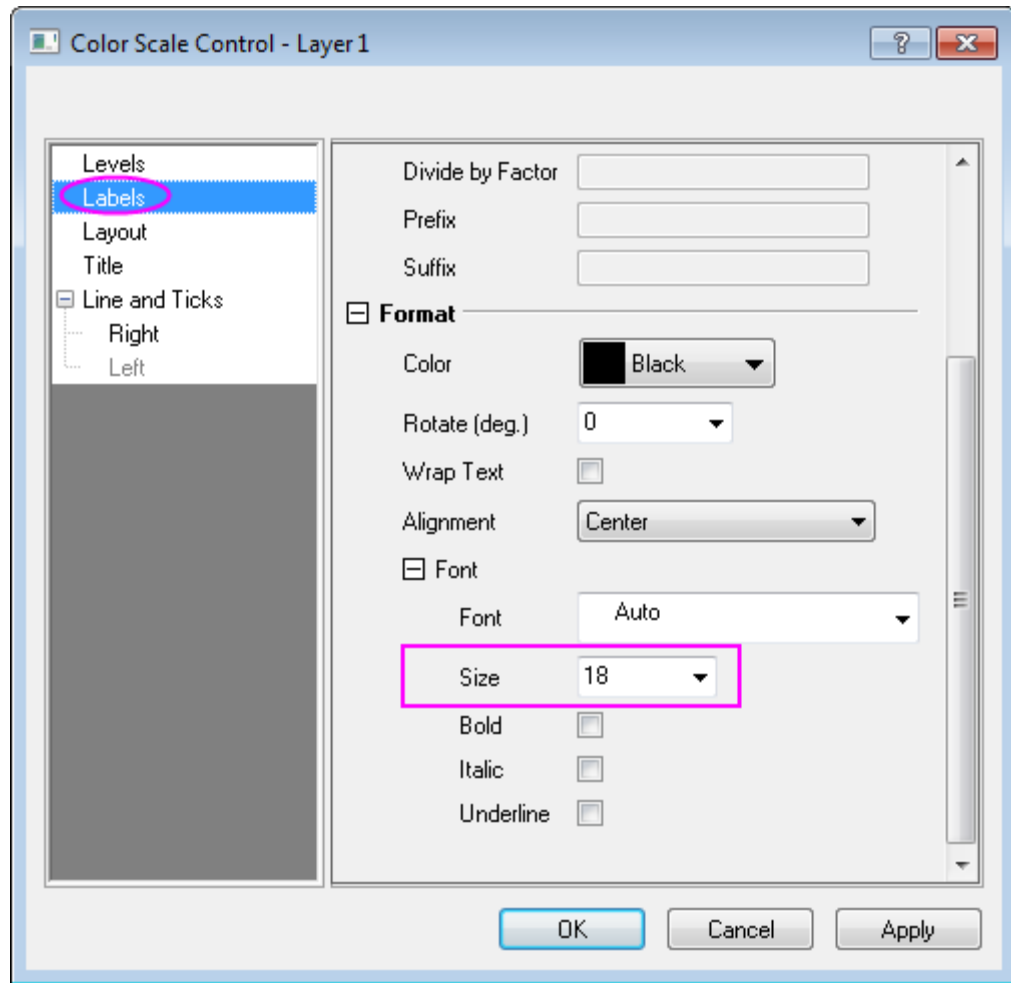 Color Scale Control - Layer 1
Levels
Labels
Layout
Title
Line and Ticks
Right
Left
Divide by Factor
Prefix
Suffix
Format
Color Black
Rotate (deg.) 0
Wrap Text
Alignment Center
Font
Font Auto
Size 18
Bold
Italic
Underline
OK Cancel Apply